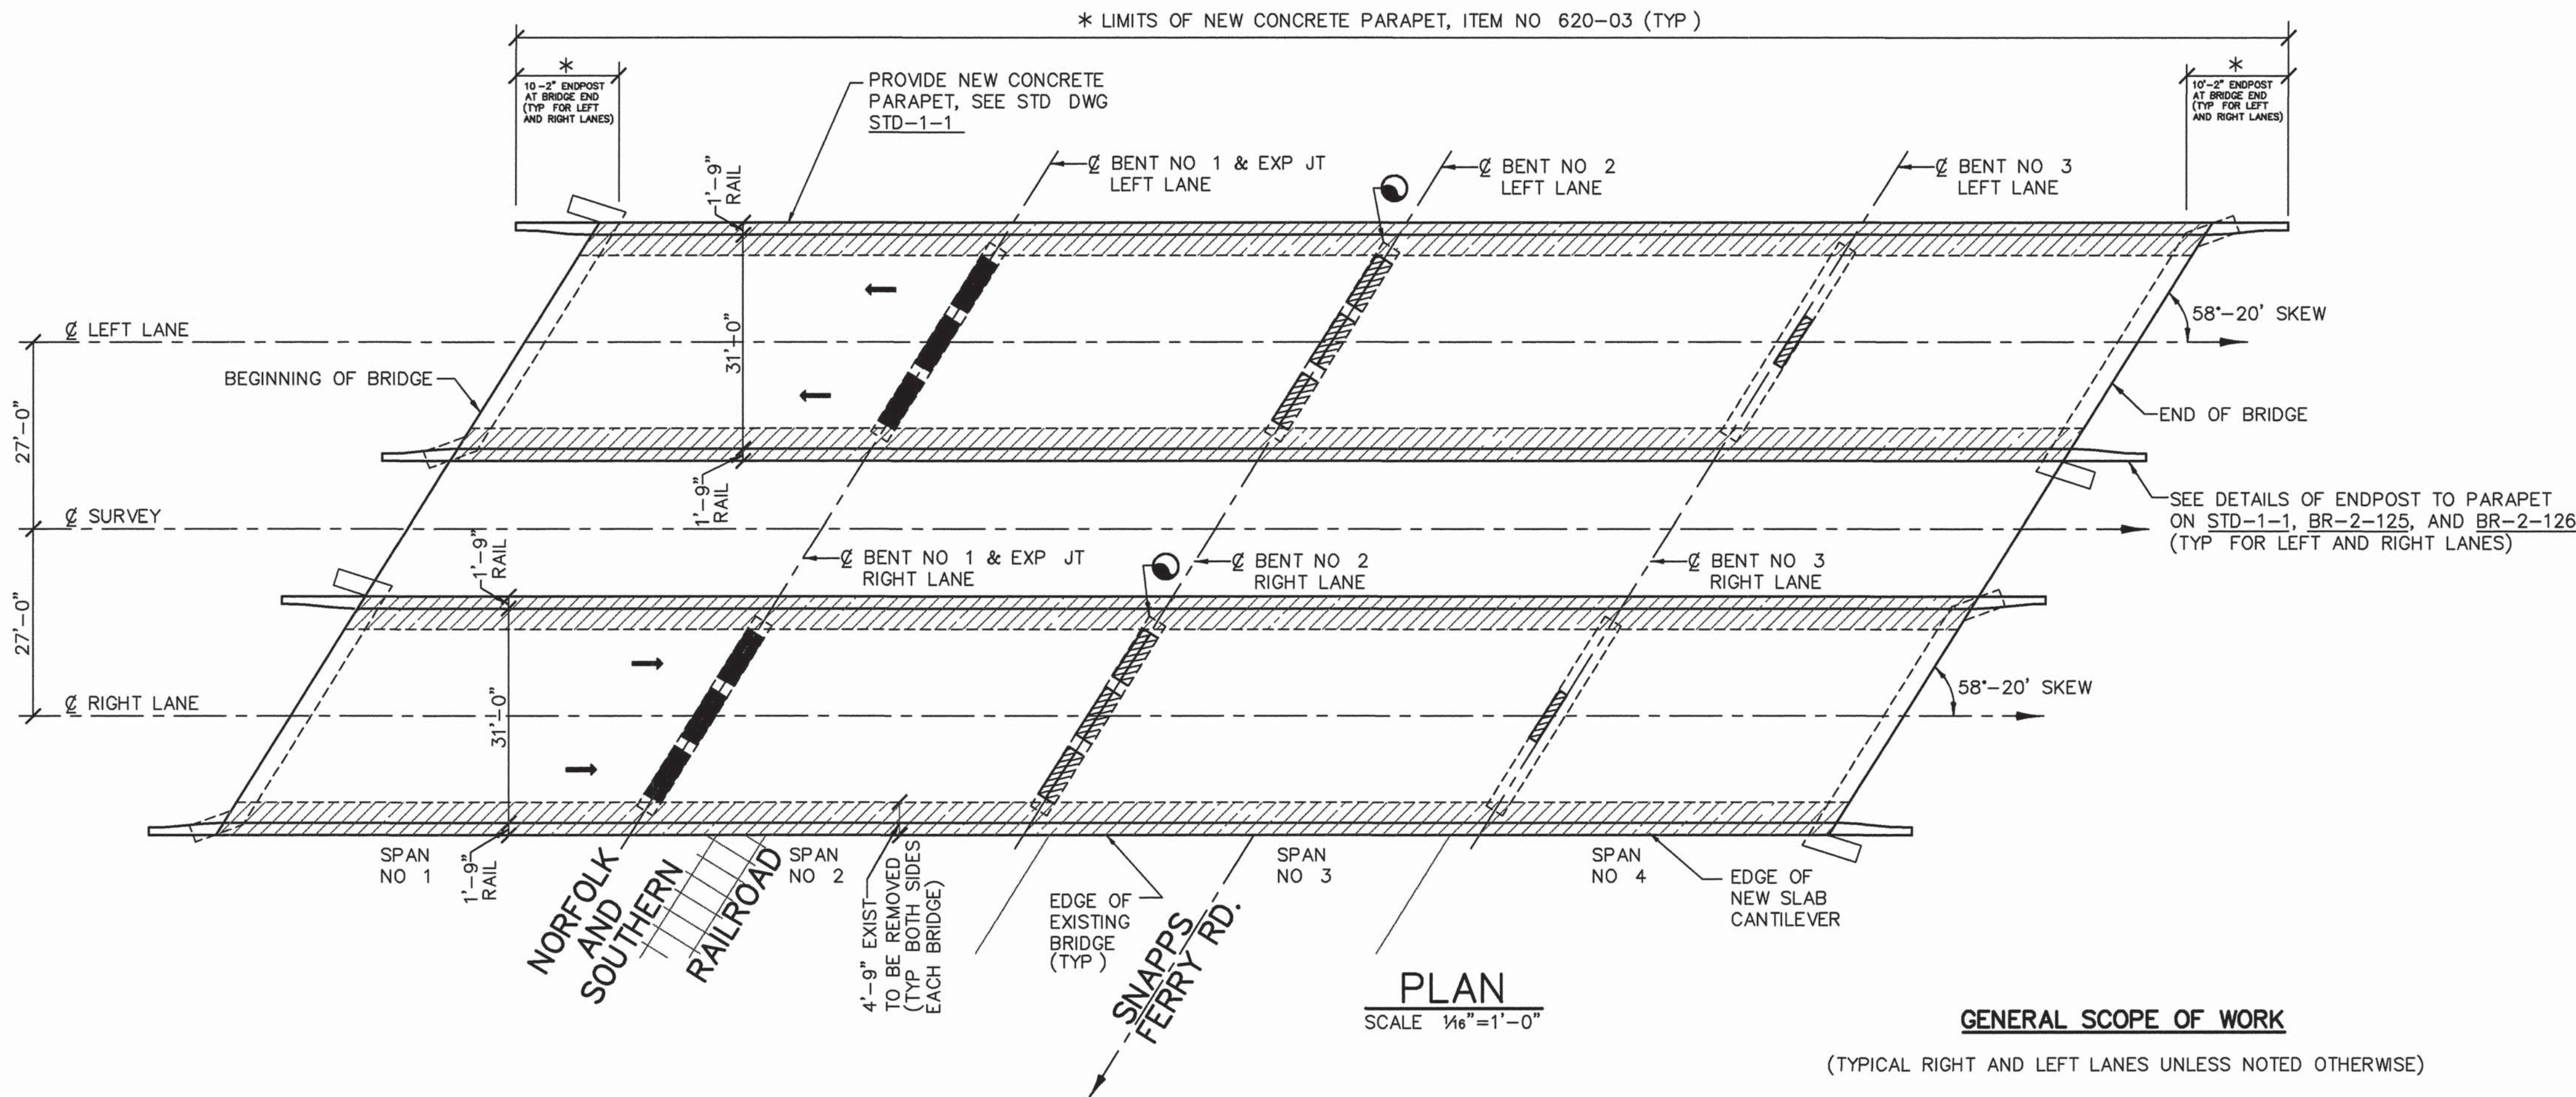 * LIMITS OF NEW CONCRETE PARAPET, ITEM NO 620-03 (TYP)
*
10-2" ENDPOST
AT BRIDGE END
(TYP FOR LEFT
AND RIGHT LANES)
PROVIDE NEW CONCRETE
PARAPET, SEE STD DWG
STD-1-1
*
10'-2" ENDPOST
AT BRIDGE END
(TYP FOR LEFT
AND RIGHT LANES)
1'-9"
RAIL
℄ BENT NO 1 & EXP JT
LEFT LANE
℄ BENT NO 2
LEFT LANE
℄ BENT NO 3
LEFT LANE
℄ LEFT LANE
31'-0"
58°-20' SKEW
BEGINNING OF BRIDGE
END OF BRIDGE
27'-0"
1'-9"
RAIL
SEE DETAILS OF ENDPOST TO PARAPET
ON STD-1-1, BR-2-125, AND BR-2-126
(TYP FOR LEFT AND RIGHT LANES)
℄ SURVEY
1'-9"
RAIL
℄ BENT NO 1 & EXP JT
RIGHT LANE
℄ BENT NO 2
RIGHT LANE
℄ BENT NO 3
RIGHT LANE
27'-0"
℄ RIGHT LANE
31'-0"
58°-20' SKEW
SPAN
NO 1
1'-9"
RAIL
NORFOLK
AND
SOUTHERN
RAILROAD
SPAN
NO 2
4'-9" EXIST
TO BE REMOVED
(TYP BOTH SIDES
EACH BRIDGE)
EDGE OF
EXISTING
BRIDGE
(TYP)
SPAN
NO 3
SNAPPS
FERRY RD.
SPAN
NO 4
EDGE OF
NEW SLAB
CANTILEVER
PLAN
SCALE 1/16"=1'-0"
GENERAL SCOPE OF WORK
(TYPICAL RIGHT AND LEFT LANES UNLESS NOTED OTHERWISE)